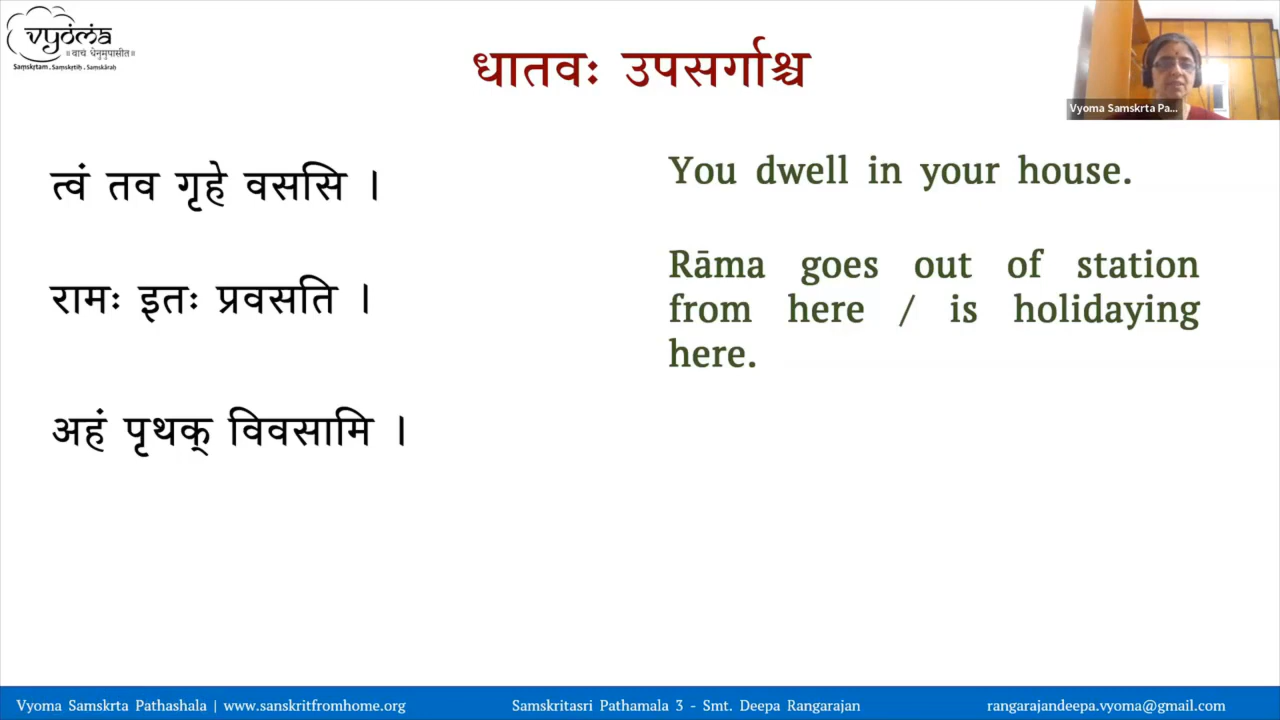 vyoma
॥ वाचं धेनुमुपासीत॥
Saṃskṛtam . Saṃskṛtiḥ . Saṃskāraḥ
धातवः उपसर्गाश्च
Vyoma Samskrta Pa...
त्वं तव गृहे वससि ।
You dwell in your house.
रामः इतः प्रवसति ।
Rāma goes out of station
from here / is holidaying
here.
अहं पृथक् विवसामि ।
Vyoma Samskrta Pathashala | www.sanskritfromhome.org
Samskritasri Pathamala 3 - Smt. Deepa Rangarajan
rangarajandeepa.vyoma@gmail.com